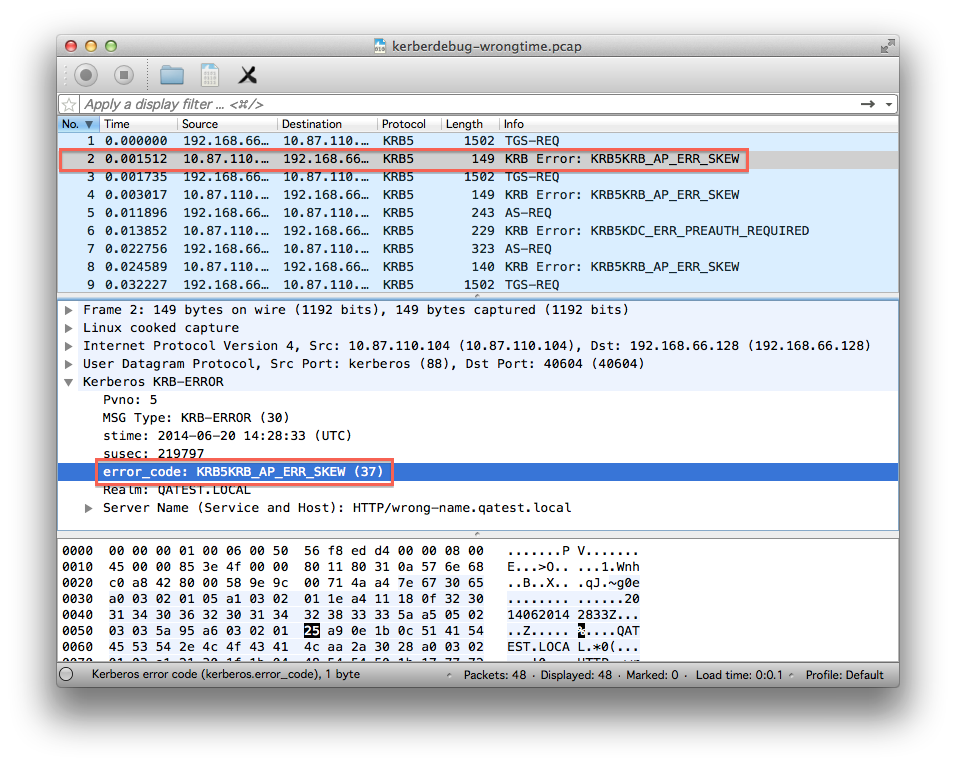 kerberdebug-wrongtime.pcap
Apply a display filter … <⌘/>
No. Time Source Destination Protocol Length Info
1 0.000000 192.168.66… 10.87.110.… KRB5 1502 TGS-REQ
2 0.001512 10.87.110.… 192.168.66… KRB5 149 KRB Error: KRB5KRB_AP_ERR_SKEW
3 0.001735 192.168.66… 10.87.110.… KRB5 1502 TGS-REQ
4 0.003017 10.87.110.… 192.168.66… KRB5 149 KRB Error: KRB5KRB_AP_ERR_SKEW
5 0.011896 192.168.66… 10.87.110.… KRB5 243 AS-REQ
6 0.013852 10.87.110.… 192.168.66… KRB5 229 KRB Error: KRB5KDC_ERR_PREAUTH_REQUIRED
7 0.022756 192.168.66… 10.87.110.… KRB5 323 AS-REQ
8 0.024589 10.87.110.… 192.168.66… KRB5 140 KRB Error: KRB5KRB_AP_ERR_SKEW
9 0.032227 192.168.66… 10.87.110.… KRB5 1502 TGS-REQ
Frame 2: 149 bytes on wire (1192 bits), 149 bytes captured (1192 bits)
Linux cooked capture
Internet Protocol Version 4, Src: 10.87.110.104 (10.87.110.104), Dst: 192.168.66.128 (192.168.66.128)
User Datagram Protocol, Src Port: kerberos (88), Dst Port: 40604 (40604)
Kerberos KRB-ERROR
Pvno: 5
MSG Type: KRB-ERROR (30)
stime: 2014-06-20 14:28:33 (UTC)
susec: 219797
error_code: KRB5KRB_AP_ERR_SKEW (37)
Realm: QATEST.LOCAL
Server Name (Service and Host): HTTP/wrong-name.qatest.local
0000 00 00 00 01 00 06 00 50 56 f8 ed d4 00 00 08 00 .......P V.......
0010 45 00 00 85 3e 4f 00 00 80 11 80 31 0a 57 6e 68 E...>O.. ...1.Wnh
0020 c0 a8 42 80 00 58 9e 9c 00 71 4a a4 7e 67 30 65 ..B..X.. .qJ.~g0e
0030 a0 03 02 01 05 a1 03 02 01 1e a4 11 18 0f 32 30 ........ ......20
0040 31 34 30 36 32 30 31 34 32 38 33 33 5a a5 05 02 14062014 2833Z...
0050 03 03 5a 95 a6 03 02 01 25 a9 0e 1b 0c 51 41 54 ..Z..... %....QAT
0060 45 53 54 2e 4c 4f 43 41 4c aa 2a 30 28 a0 03 02 EST.LOCA L.*0(...
Kerberos error code (kerberos.error_code), 1 byte Packets: 48 · Displayed: 48 · Marked: 0 · Load time: 0:0.1 Profile: Default